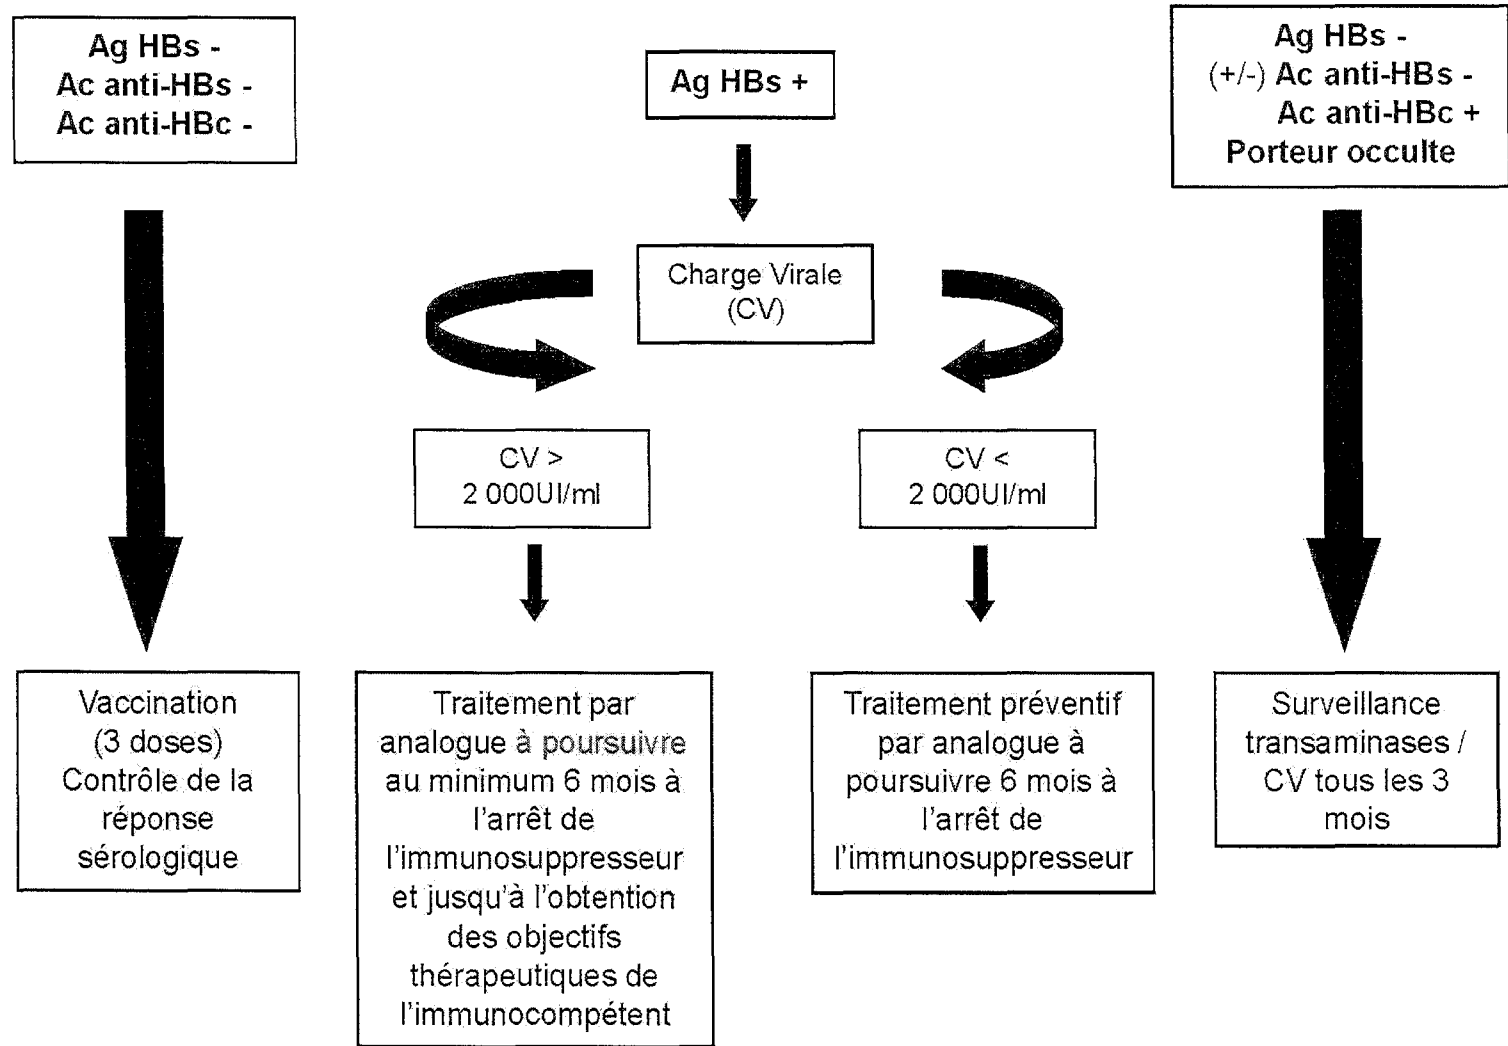 Ag HBs -
Ac anti-HBs -
Ac anti-HBc -
Ag HBs +
Ag HBs -
(+/-) Ac anti-HBs -
Ac anti-HBc +
Porteur occulte
Charge Virale
(CV)
CV >
2 000UI/ml
CV <
2 000UI/ml
Vaccination
(3 doses)
Contrôle de la
réponse
sérologique
Traitement par
analogue à poursuivre
au minimum 6 mois à
l'arrêt de
l'immunosuppresseur
et jusqu'à l'obtention
des objectifs
thérapeutiques de
l'immunocompétent
Traitement préventif
par analogue à
poursuivre 6 mois à
l'arrêt de
l'immunosuppresseur
Surveillance
transaminases /
CV tous les 3
mois